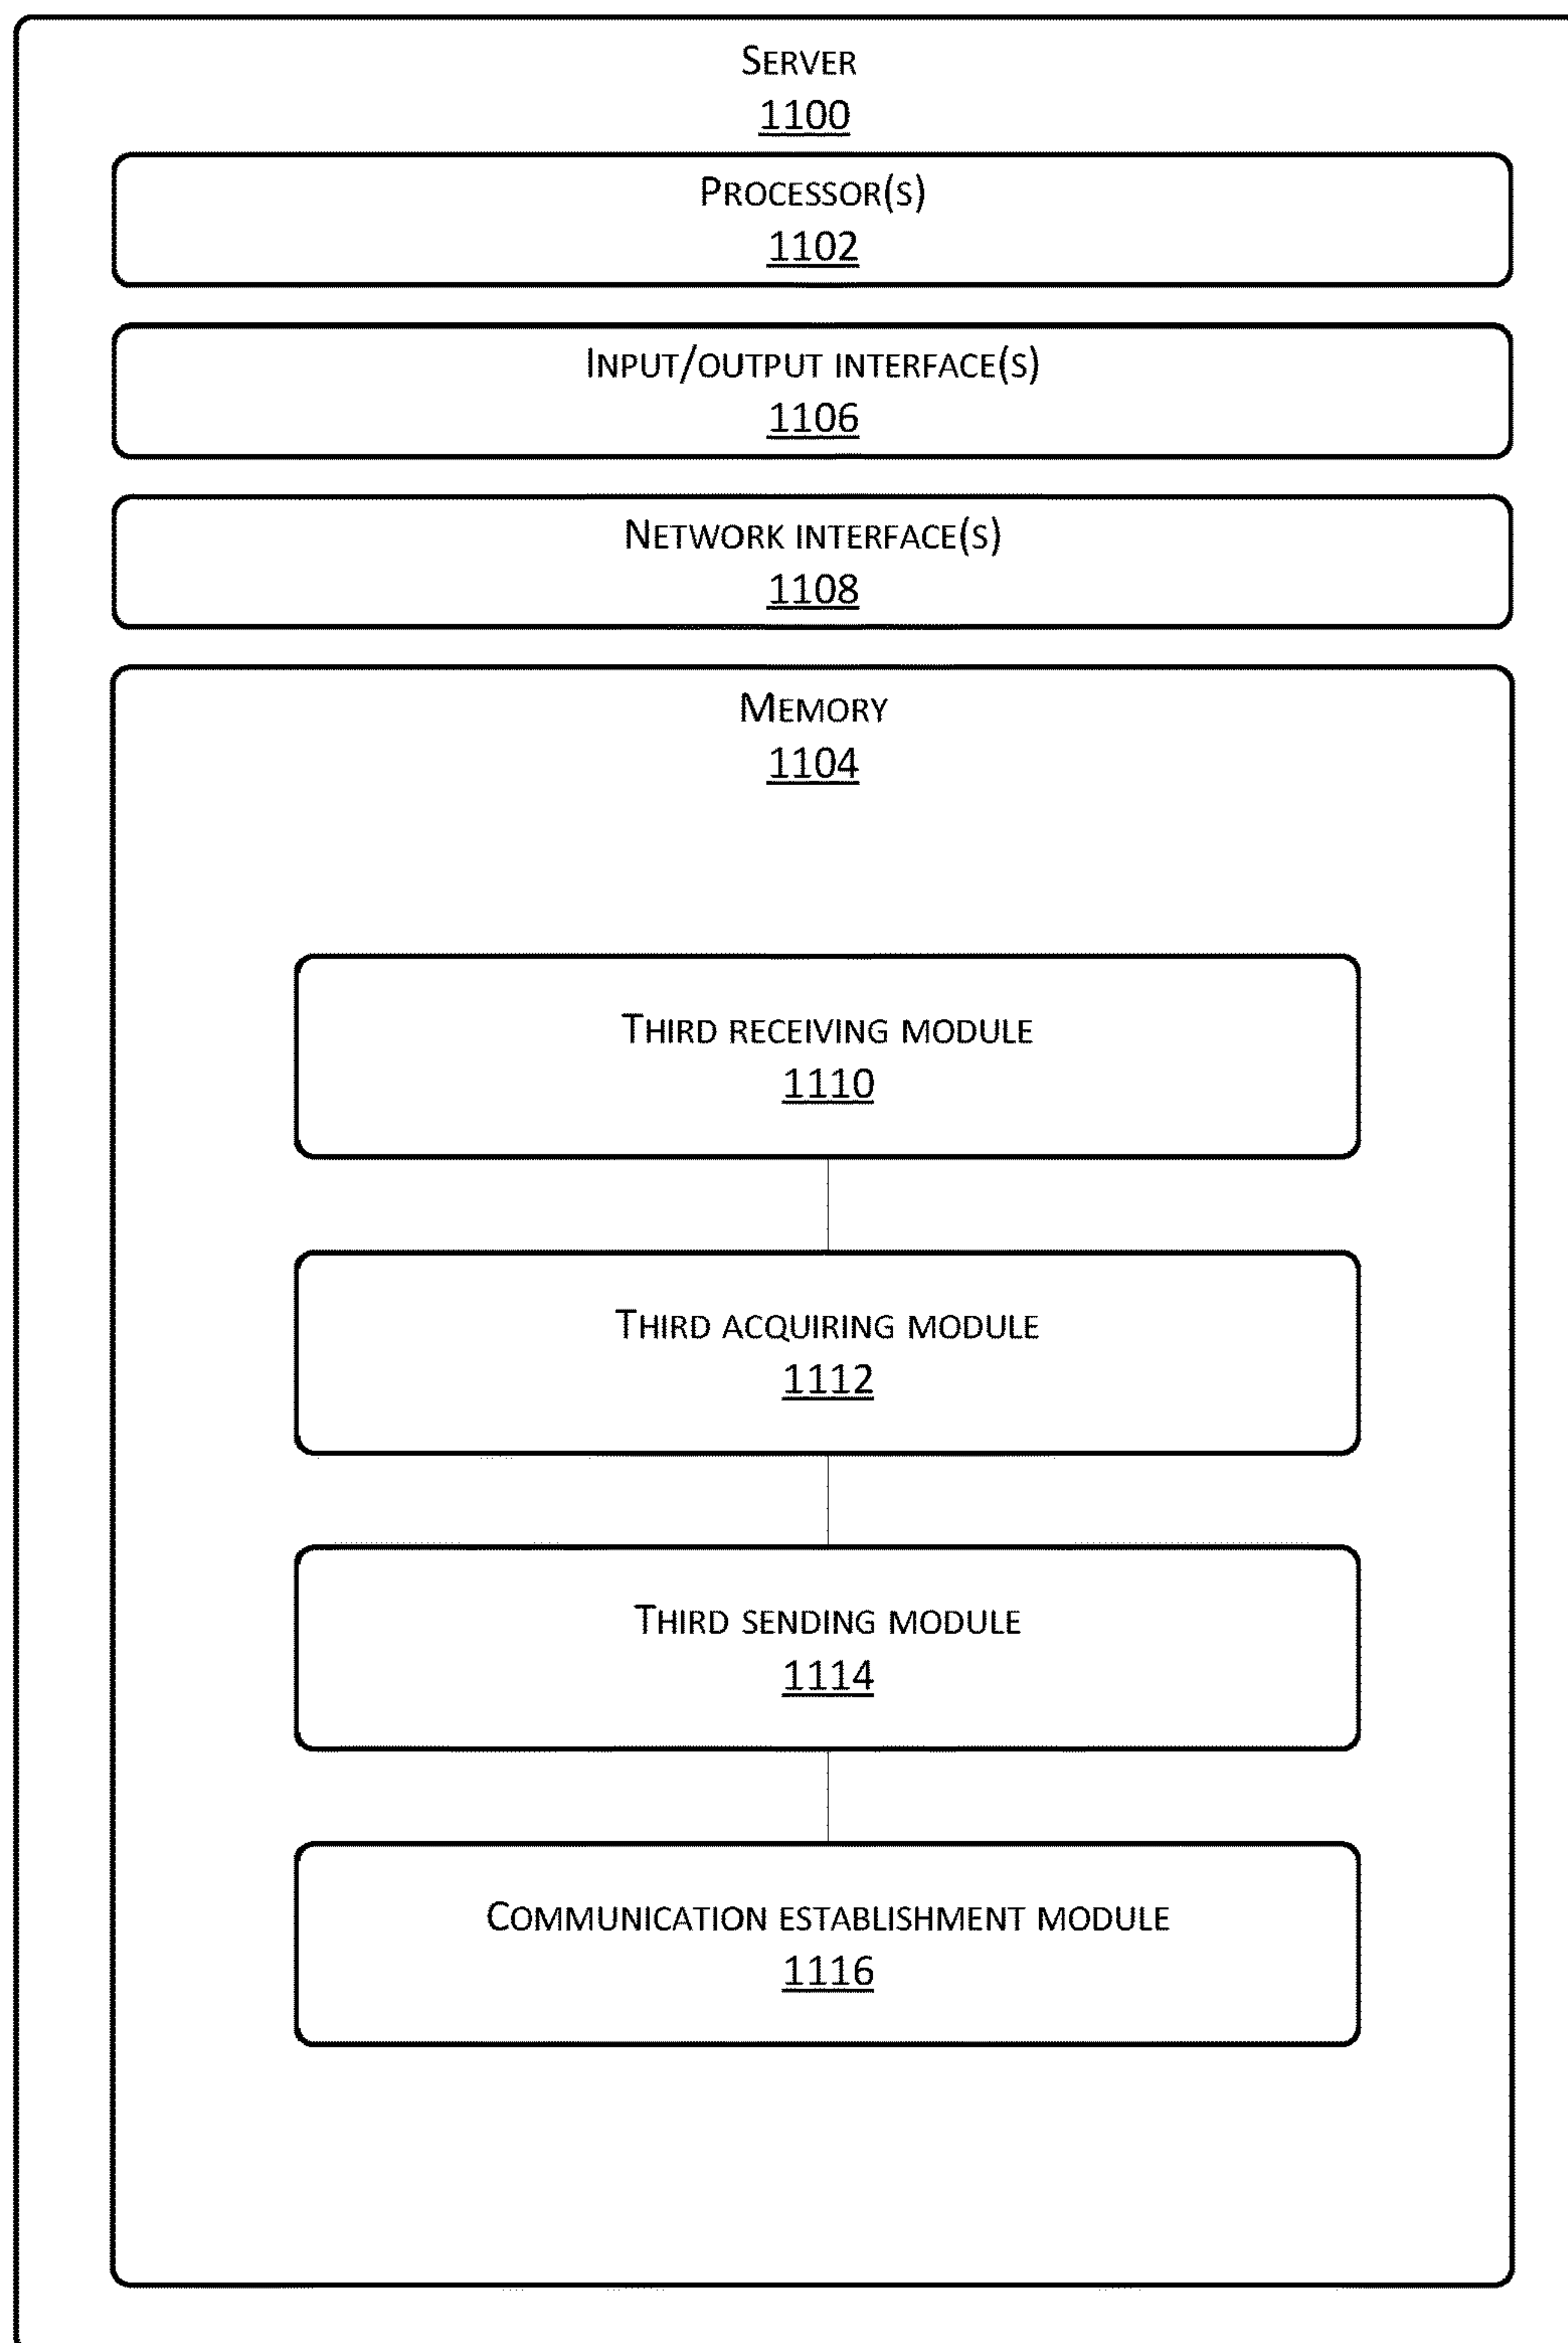 SERVER
1100
PROCESSOR(S)
1102
INPUT/OUTPUT INTERFACE(S)
1106
NETWORK INTERFACE(S)
1108
MEMORY
1104
THIRD RECEIVING MODULE
1110
THIRD ACQUIRING MODULE
1112
THIRD SENDING MODULE
1114
COMMUNICATION ESTABLISHMENT MODULE
1116